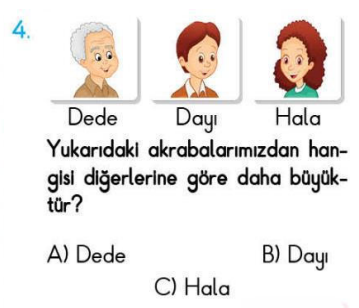 4.
Dede Dayı Hala
Yukarıdaki akrabalarımızdan han-
gisi diğerlerine göre daha büyük-
tür?
A) Dede B) Dayı
C) Hala